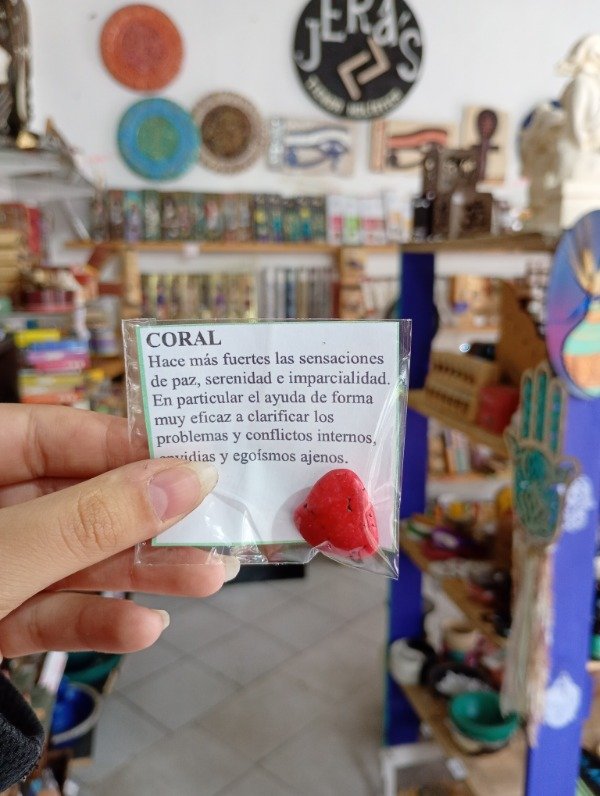 JERA'S
CORAL
Hace más fuertes las sensaciones
de paz, serenidad e imparcialidad.
En particular el ayuda de forma
muy eficaz a clarificar los
problemas y conflictos internos,
envidias y egoísmos ajenos.